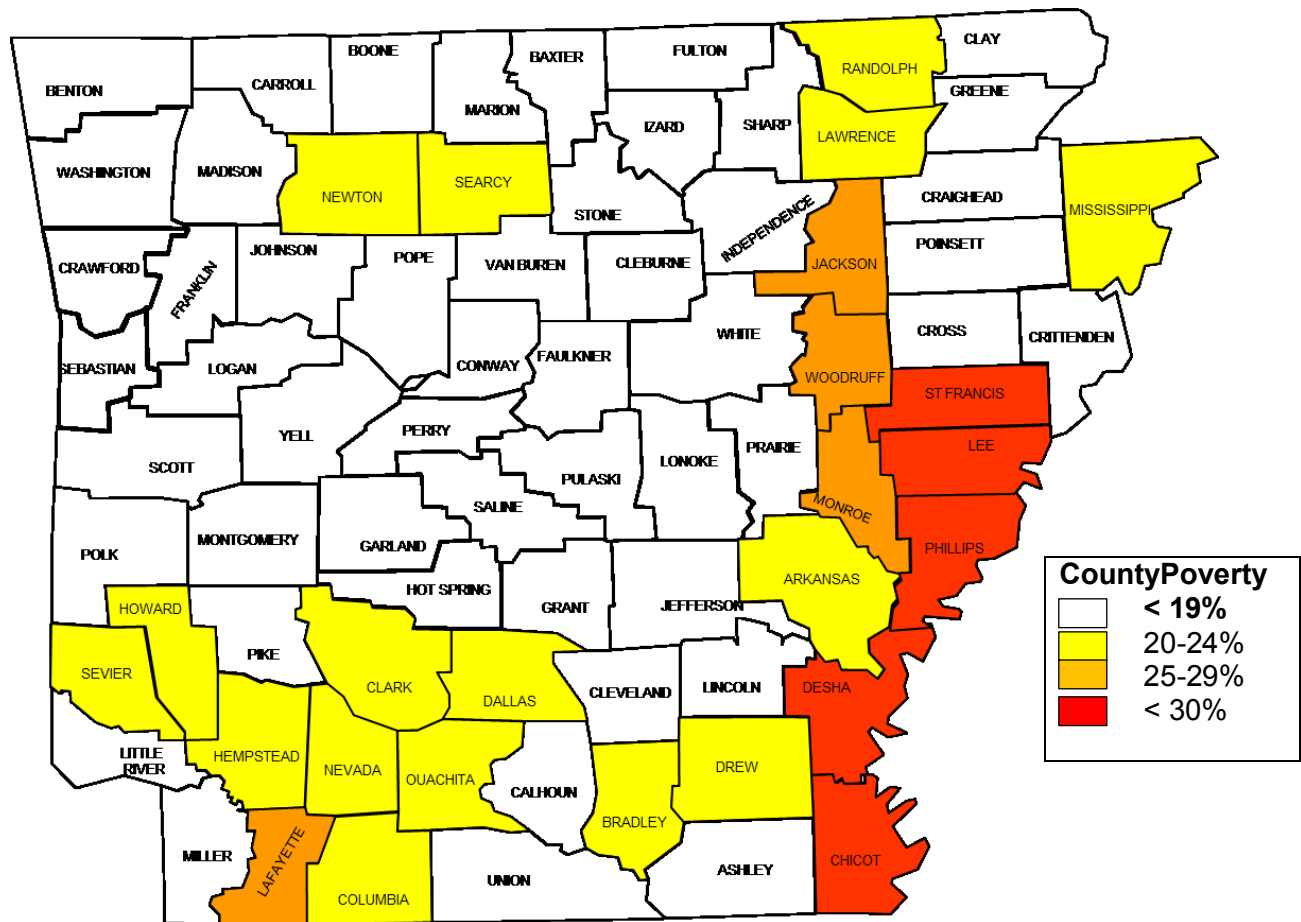 BOONE
BAXTER
FULTON
CLAY
BENTON
CARROLL
MARION
RANDOLPH
GREENE
IZARD
SHARP
LAWRENCE
WASHINGTON
MADISON
NEWTON
SEARCY
STONE
INDEPENDENCE
CRAIGHEAD
MISSISSIPPI
CRAWFORD
FRANKLIN
JOHNSON
POPE
VAN BUREN
CLEBURNE
JACKSON
POINSETT
SEBASTIAN
LOGAN
CONWAY
FAULKNER
WHITE
WOODRUFF
CROSS
CRITTENDEN
ST FRANCIS
SCOTT
YELL
PERRY
PULASKI
LONOKE
PRAIRIE
LEE
SALINE
MONROE
POLK
MONTGOMERY
GARLAND
PHILLIPS
HOWARD
HOT SPRING
GRANT
JEFFERSON
ARKANSAS
SEVIER
PIKE
CLARK
DALLAS
CLEVELAND
LINCOLN
DESHA
LITTLE
RIVER
HEMPSTEAD
NEVADA
OUACHITA
CALHOUN
BRADLEY
DREW
MILLER
LAFAYETTE
COLUMBIA
UNION
ASHLEY
CHICOT
CountyPoverty
< 19%
20-24%
25-29%
< 30%